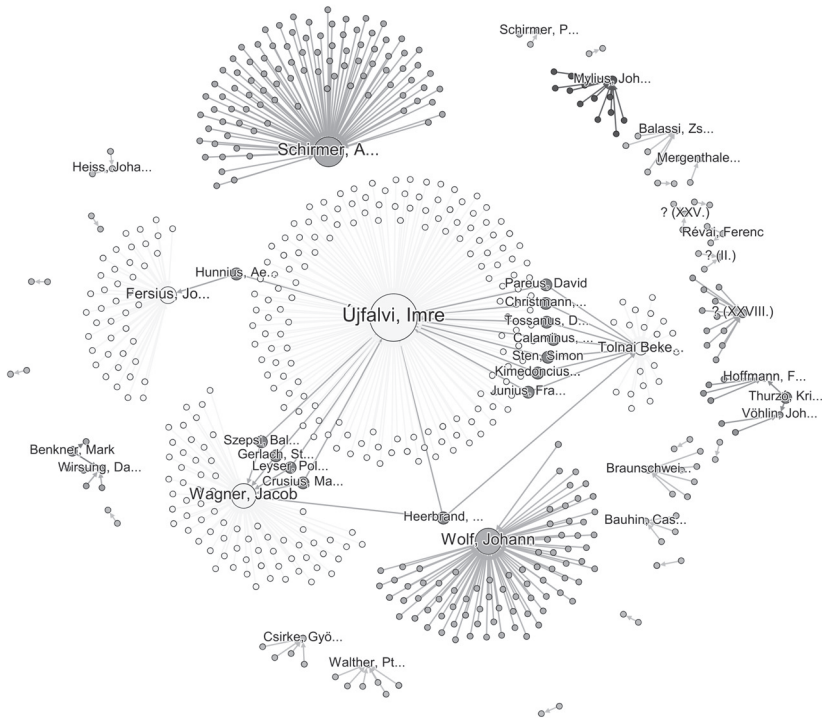 Schirmer, P...
Mylius, Joh...
Balassi, Zs...
Schirmer, A...
Mergenthale...
Heiss, Joha...
? (XXV.)
Révai, Ferenc
? (II.)
Hunnius, Ae...
Pareus, David
Fersius, Jo...
Christmann,...
? (XXVIII.)
Újfalvi, Imre
Tossanus, D...
Calaminus, ...
Tolnai Beke...
Sten, Simon
Kimedoncius...
Hoffmann, F...
Junius, Fra...
Thurzó, Kri...
Vöhlin, Joh...
Szepsi, Bal...
Benkner, Mark
Gerlach, St...
Wirsung, Da...
Leyser, Pol...
Braunschwei...
Crusius, Ma...
Wagner, Jacob
Heerbrand, ...
Bauhin, Cas...
Wolf, Johann
Csirke, Győ...
Walther, Pt...